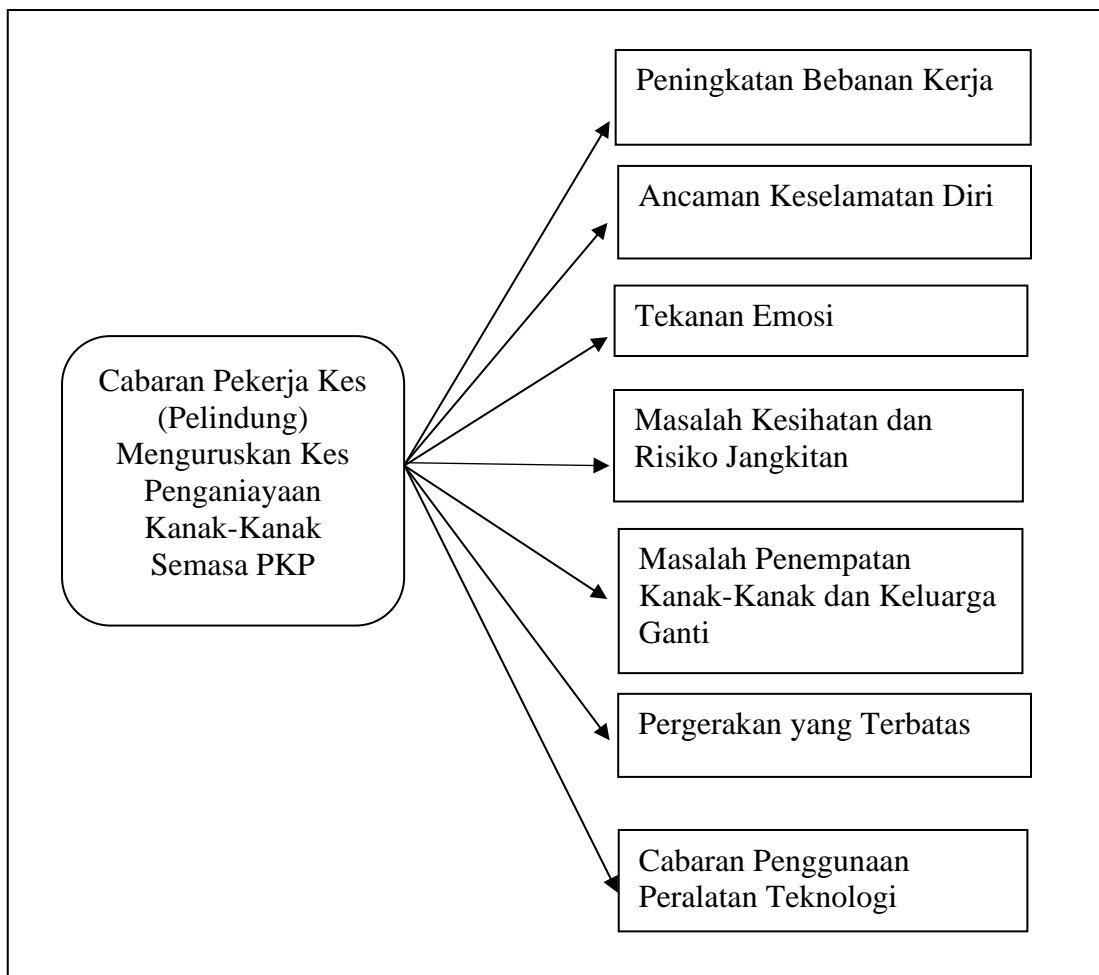 Cabaran Pekerja Kes
(Pelindung)
Menguruskan Kes
Penganiayaan
Kanak-Kanak
Semasa PKP
Peningkatan Bebanan Kerja
Ancaman Keselamatan Diri
Tekanan Emosi
Masalah Kesihatan dan
Risiko Jangkitan
Masalah Penempatan
Kanak-Kanak dan Keluarga
Ganti
Pergerakan yang Terbatas
Cabaran Penggunaan
Peralatan Teknologi